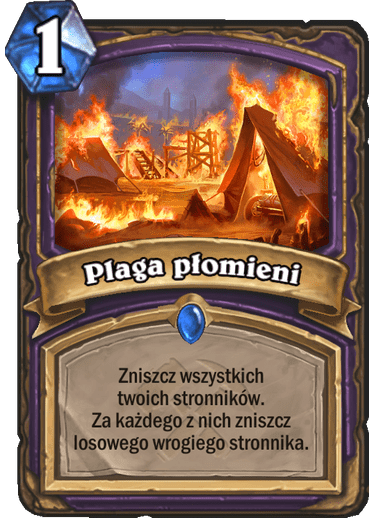 1
Plaga płomieni
Zniszcz wszystkich
twoich stronników.
Za każdego z nich zniszcz
losowego wrogiego stronnika.